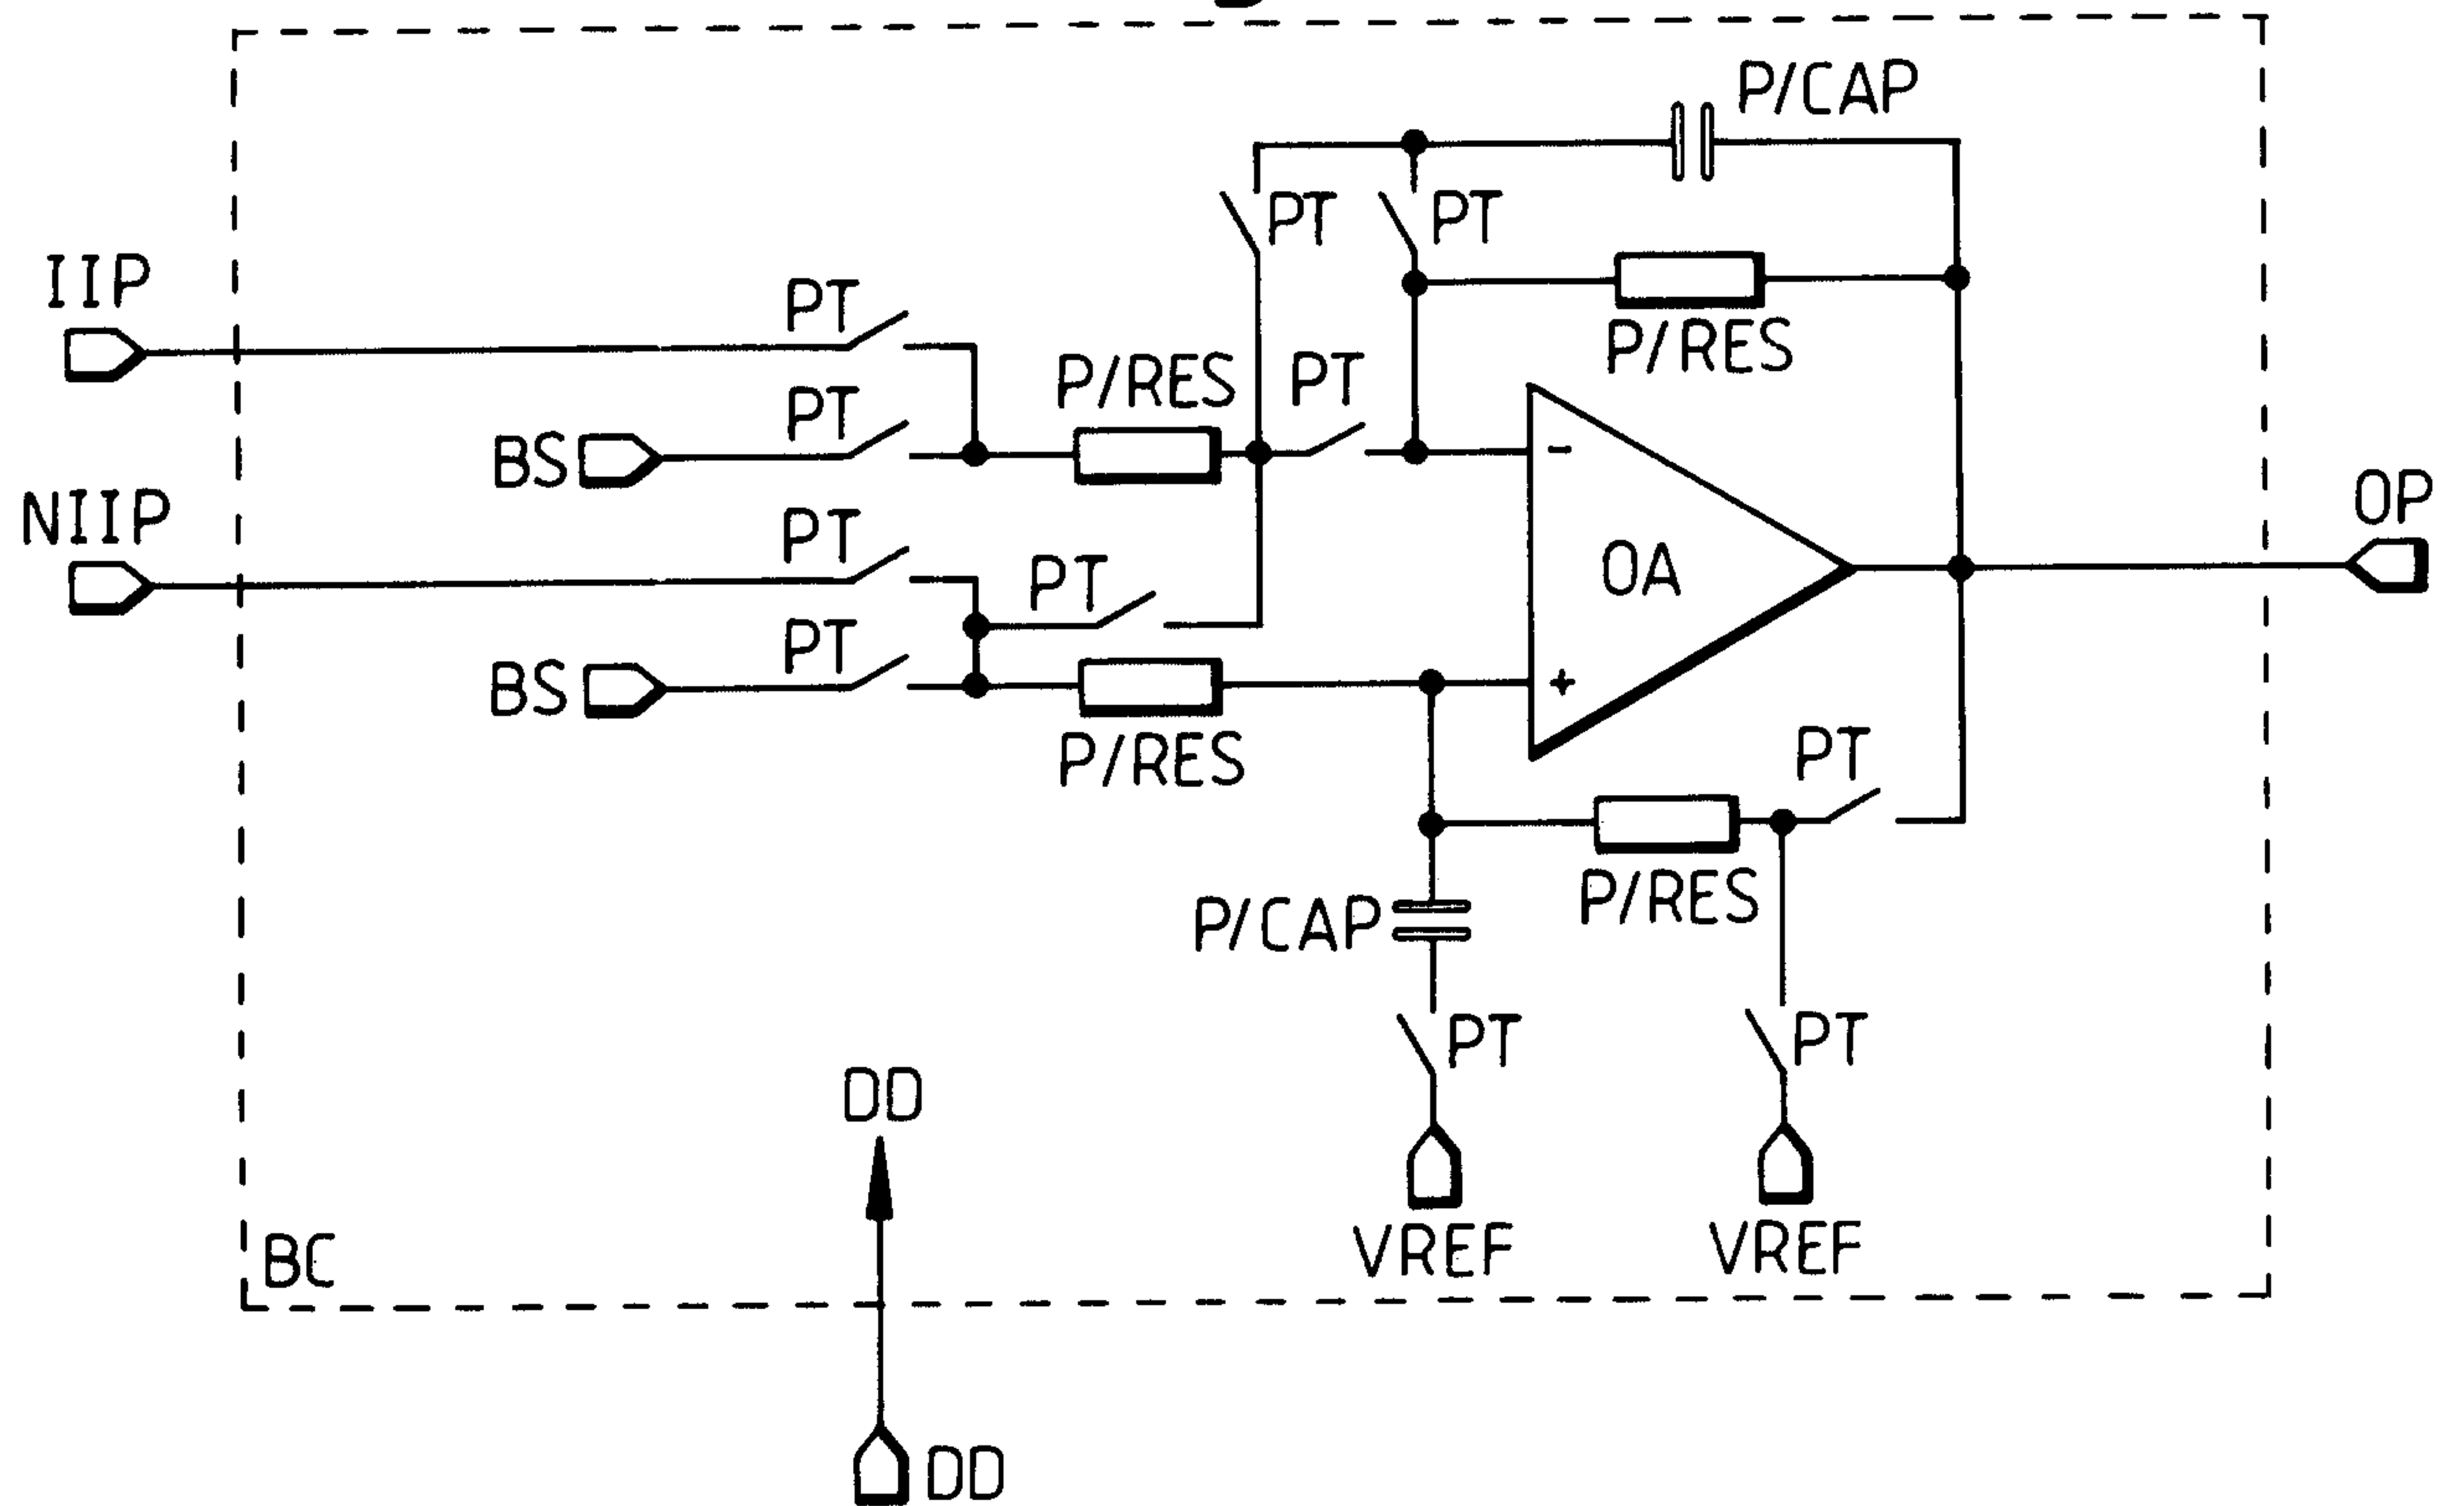 P/CAP
PT
PT
IIP
PT
P/RES
P/RES
PT
PT
BS
-
NIIP
PT
OA
OP
PT
PT
BS
+
P/RES
PT
P/RES
P/CAP
PT
PT
DD
VREF
VREF
BC
DD